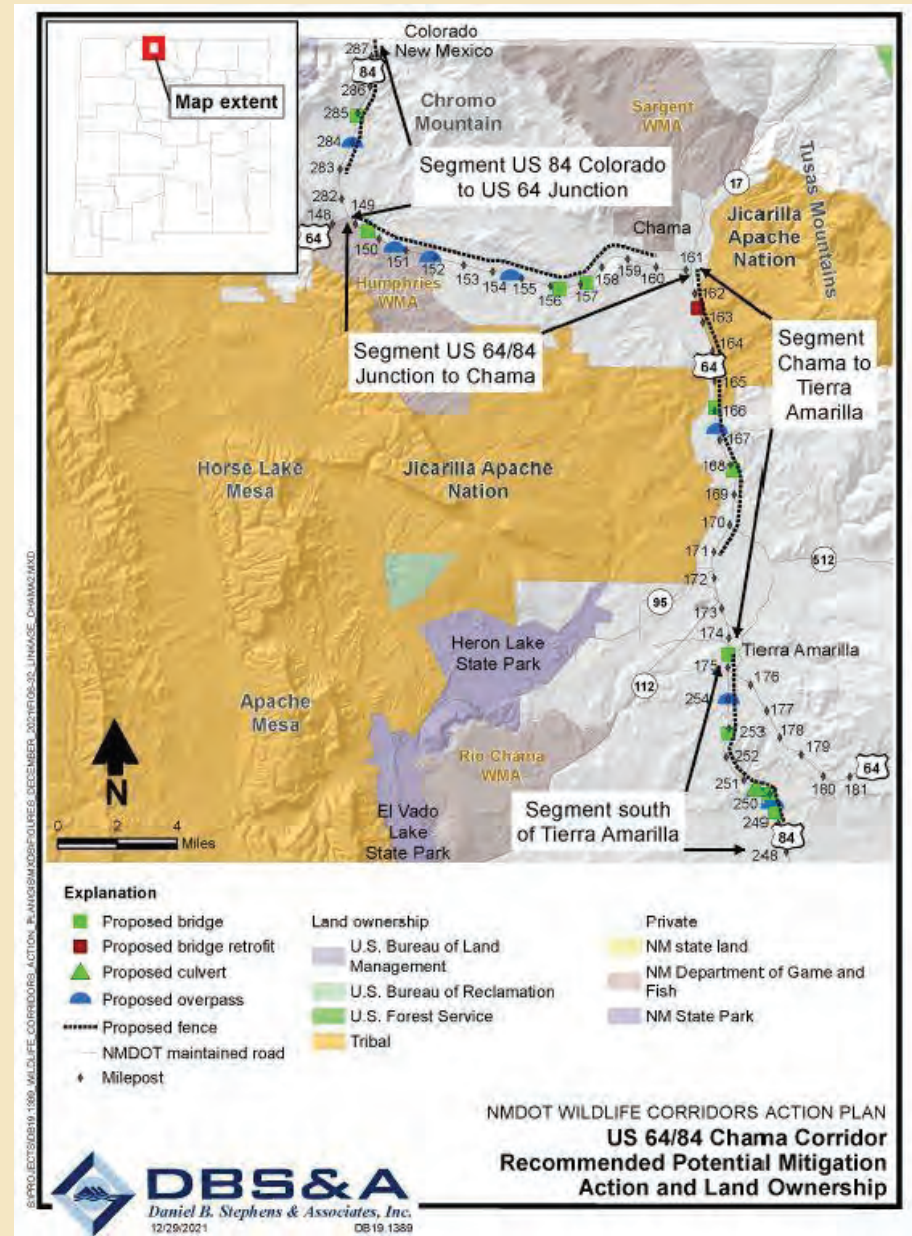 Colorado
New Mexico
287
84
286
285
284
283
282
148
149
64
Map extent
Chromo
Mountain
Sargent
WMA
Segment US 84 Colorado
to US 64 Junction
17
Tusas Mountains
Chama
Jicarilla
Apache
Nation
150
151
152
153
154
155
156
157
158
159
160
161
Humphries
WMA
162
163
164
Segment US 64/84
Junction to Chama
Segment
Chama to
Tierra
Amarilla
64
165
166
167
168
169
170
171
172
173
174
Horse Lake
Mesa
Jicarilla Apache
Nation
512
95
Heron Lake
State Park
Tierra Amarilla
175
176
177
178
179
180
181
64
112
254
253
252
251
250
249
248
84
Apache
Mesa
Rio Chama
WMA
El Vado
Lake
State Park
Segment south
of Tierra Amarilla
N
0 2 4
Miles
Explanation
Proposed bridge
Proposed bridge retrofit
Proposed culvert
Proposed overpass
Proposed fence
NMDOT maintained road
Milepost
Land ownership
U.S. Bureau of Land
Management
U.S. Bureau of Reclamation
U.S. Forest Service
Tribal
Private
NM state land
NM Department of Game and
Fish
NM State Park
NMDOT WILDLIFE CORRIDORS ACTION PLAN
US 64/84 Chama Corridor
Recommended Potential Mitigation
Action and Land Ownership
DBS&A
Daniel B. Stephens & Associates, Inc.
12/29/2021 DB19.1389